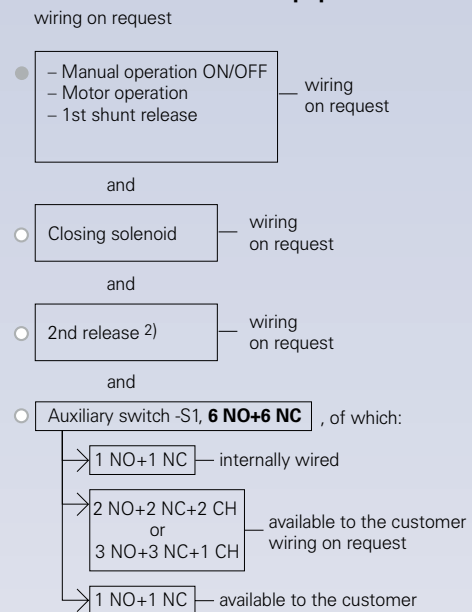 wiring on request
– Manual operation ON/OFF
– Motor operation
– 1st shunt release
wiring
on request
and
Closing solenoid
wiring
on request
and
2nd release 2)
wiring
on request
and
Auxiliary switch -S1, 6 NO+6 NC , of which:
1 NO+1 NC
internally wired
2 NO+2 NC+2 CH
or
3 NO+3 NC+1 CH
available to the customer
wiring on request
1 NO+1 NC
available to the customer